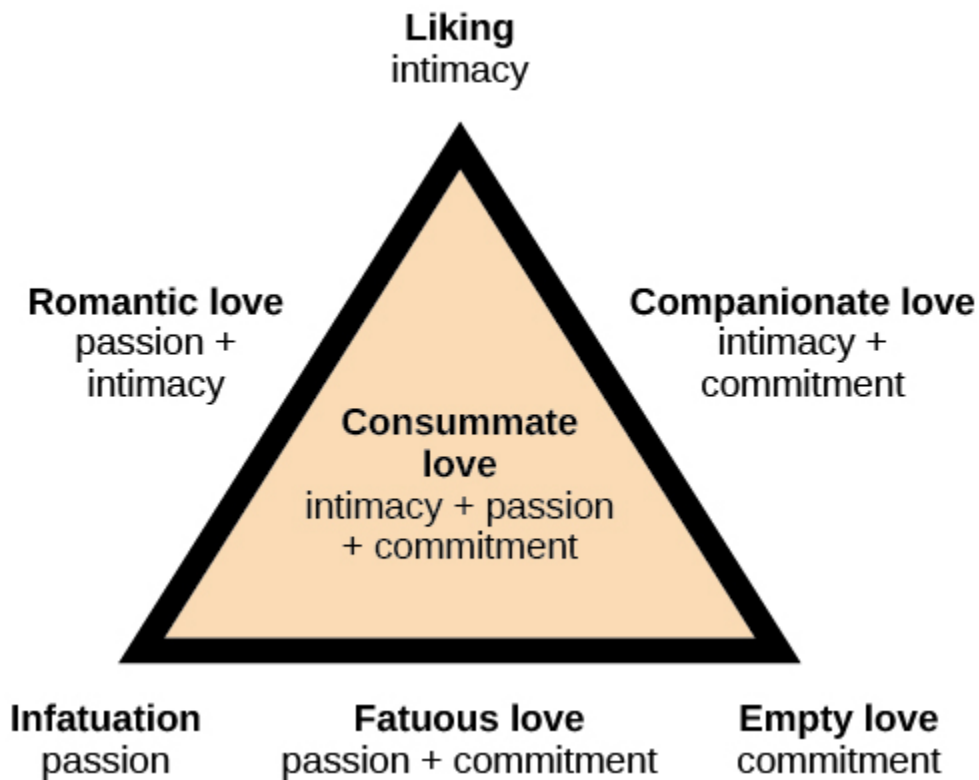 Liking
intimacy
Romantic love
passion +
intimacy
Companionate love
intimacy +
commitment
Consummate
love
intimacy + passion
+ commitment
Infatuation
passion
Fatuous love
passion + commitment
Empty love
commitment